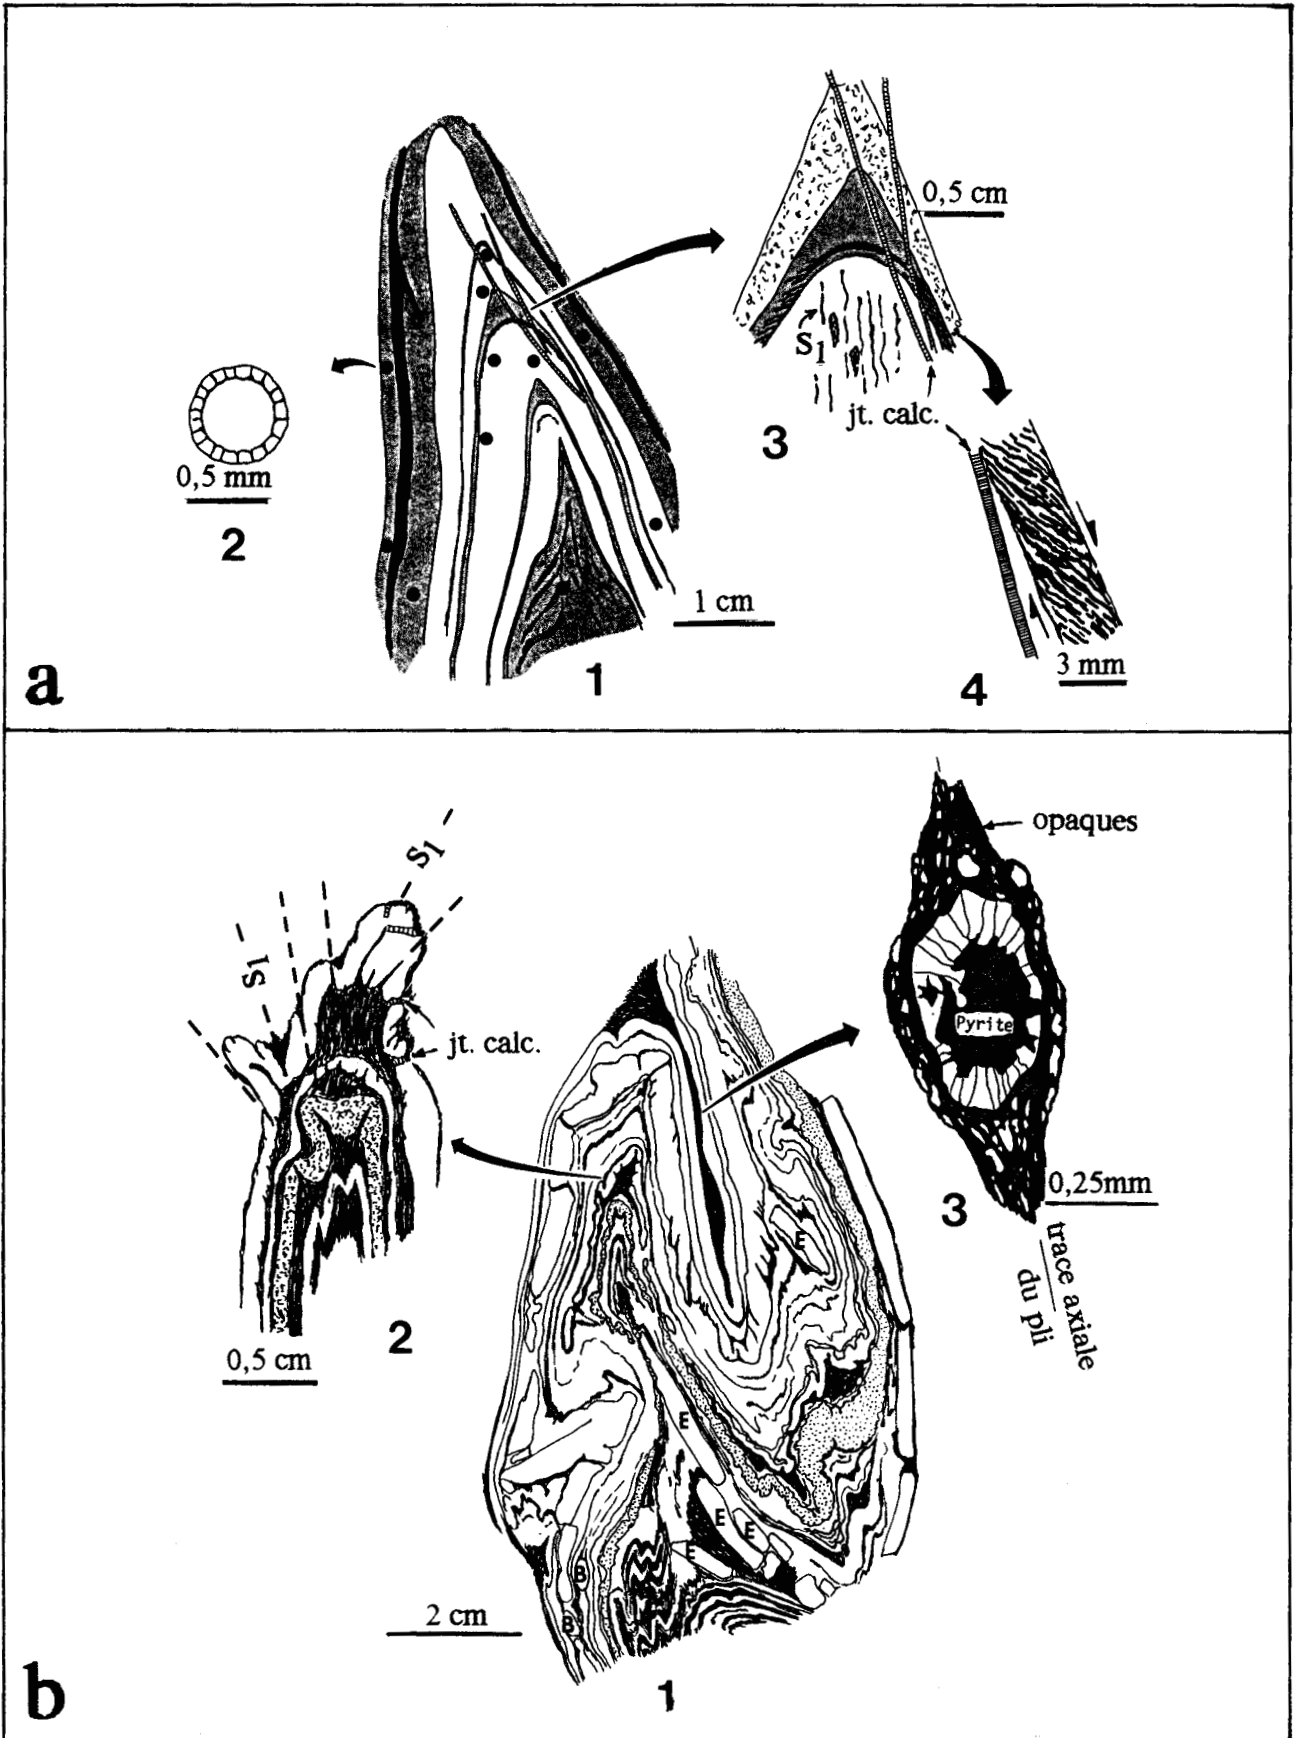 0,5 cm
S1
jt. calc.
3
0,5 mm
2
1 cm
1
3 mm
4
a
opaques
S1
S1
jt. calc.
Pyrite
0,25mm
3
trace axiale
du pli
E
2
0,5 cm
E
E
E
E
B
B
2 cm
1
b